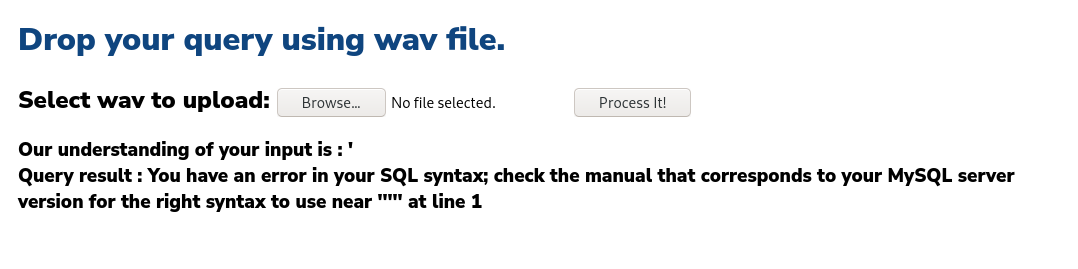 Drop your query using wav file.
Select wav to upload: Browse... No file selected. Process It!
Our understanding of your input is : '
Query result : You have an error in your SQL syntax; check the manual that corresponds to your MySQL server
version for the right syntax to use near ''''' at line 1